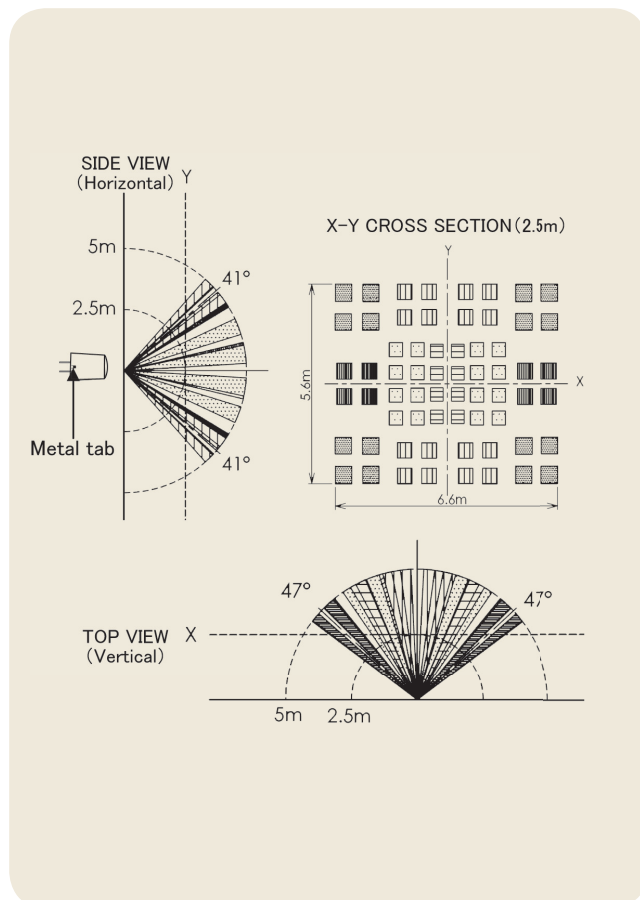 SIDE VIEW
(Horizontal)
Y
5m
41°
2.5m
Metal tab
41°
X-Y CROSS SECTION(2.5m)
Y
X
5.6m
6.6m
47°
47°
TOP VIEW
(Vertical)
X
5m
2.5m